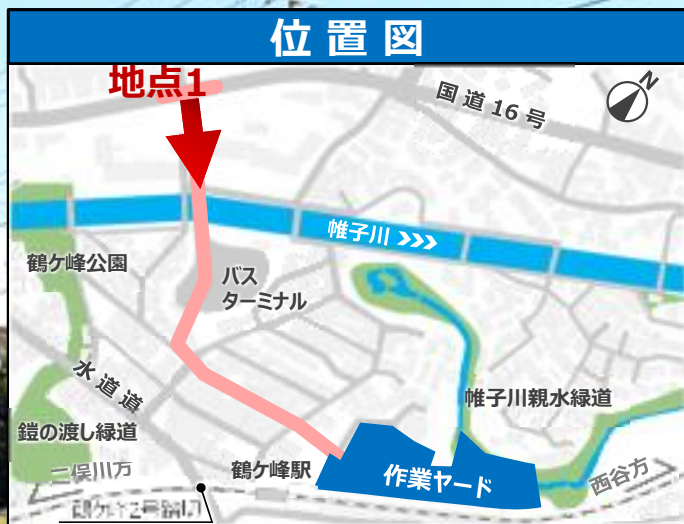 位置図
地点1
国道16号
N
帷子川
鶴ケ峰公園
バス
ターミナル
水道道
帷子川親水緑道
鎧の渡し緑道
二俣川方
鶴ケ峰駅
作業ヤード
西谷方